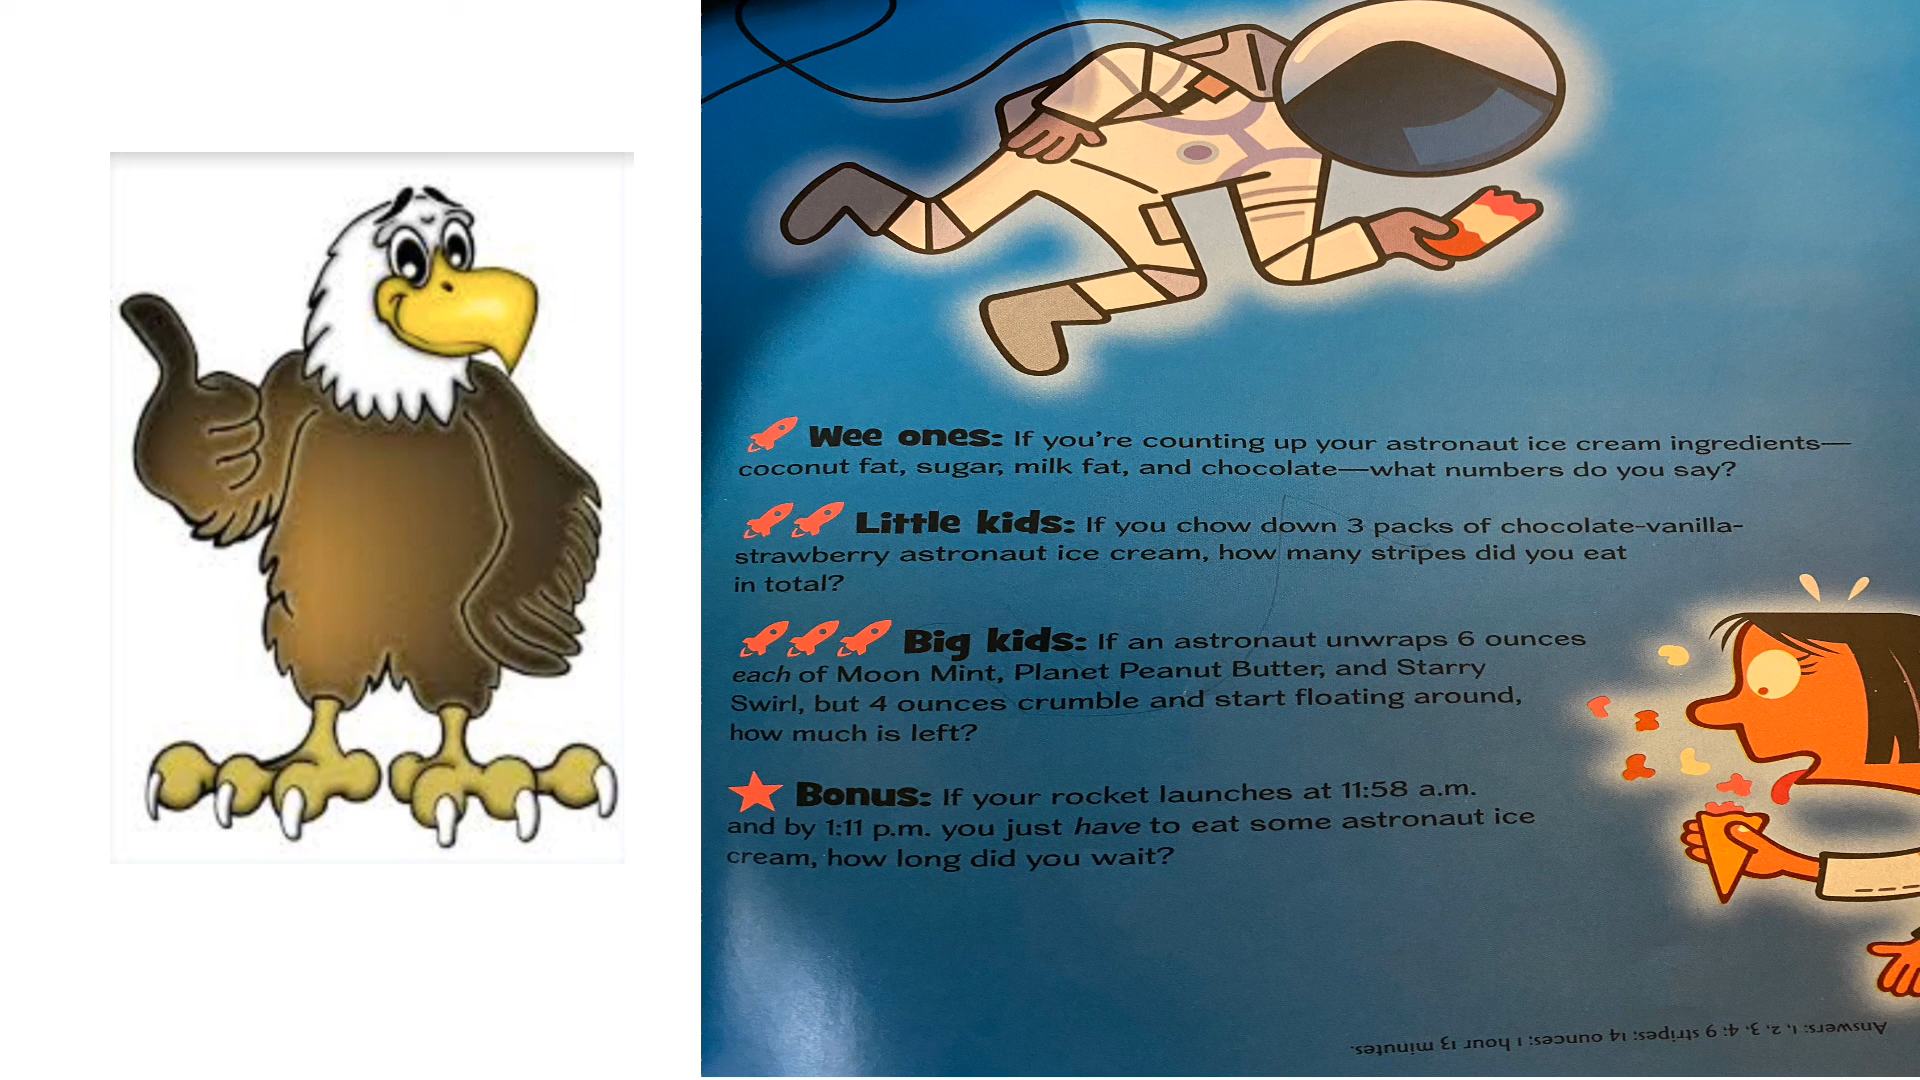 Wee ones: If you're counting up your astronaut ice cream ingredients—
coconut fat, sugar, milk fat, and chocolate—what numbers do you say?
Little kids: If you chow down 3 packs of chocolate-vanilla-
strawberry astronaut ice cream, how many stripes did you eat
in total?
Big kids: If an astronaut unwraps 6 ounces
each of Moon Mint, Planet Peanut Butter, and Starry
Swirl, but 4 ounces crumble and start floating around,
how much is left?
Bonus: If your rocket launches at 11:58 a.m.
and by 1:11 p.m. you just have to eat some astronaut ice
cream, how long did you wait?
Answers: 1, 2, 3, 4; 9 stripes; 14 ounces; 1 hour 13 minutes.